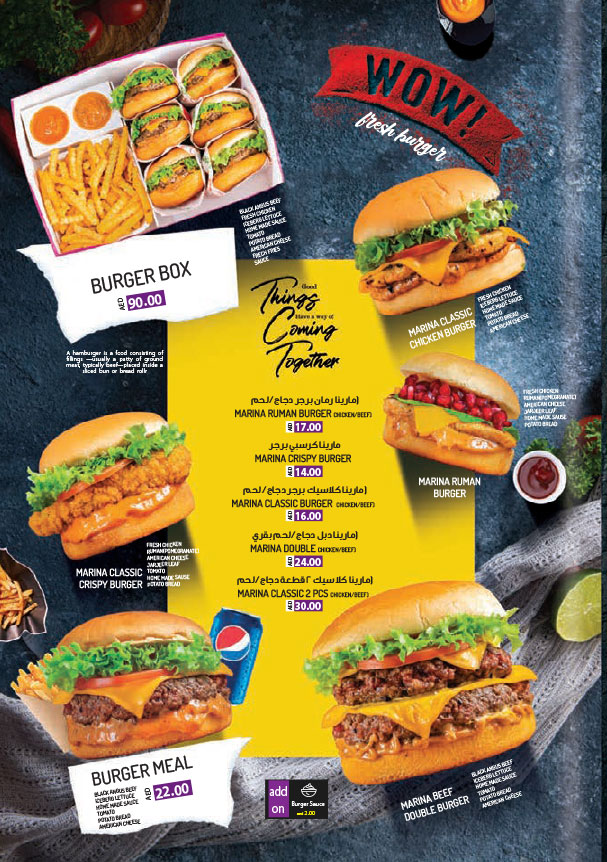 WOW!
fresh burger
BLACK ANGUS BEEF
FRESH CHICKEN
ICEBERG LETTUCE
HOME MADE SAUCE
TOMATO
POTATO BREAD
AMERICAN CHEESE
FRECH FRIES
SAUCE
BURGER BOX
AED 90.00
A hamburger is a food consisting of
fillings —usually a patty of ground
meat, typically beef—placed inside a
sliced bun or bread rollr
Good
Things
Have a way of
Coming
Together
FRESH CHICKEN
ICEBERG LETTUCE
HOME MADE SAUCE
TOMATO
POTATO BREAD
AMERICAN CHEESE
MARINA CLASSIC
CHICKEN BURGER
(مارينا رمان برجر دجاج/لحم
MARINA RUMAN BURGER (CHICKEN/BEEF)
AED 17.00
مارينا كرسبي برجر
MARINA CRISPY BURGER
AED 14.00
(مارينا كلاسيك برجر دجاج/لحم
MARINA CLASSIC BURGER (CHICKEN/BEEF)
AED 16.00
(مارينا دبل دجاج/لحم بقري
MARINA DOUBLE (CHICKEN/BEEF)
AED 24.00
(مارينا كلاسيك ٢ قطعة دجاج/لحم
MARINA CLASSIC 2 PCS (CHICKEN/BEEF)
AED 30.00
FRESH CHICKEN
RUMAN(POMEGRANATE)
AMERICAN CHEESE
JARJEER LEAF
HOME MADE SAUSE
POTATO BREAD
MARINA RUMAN
BURGER
FRESH CHICKEN
RUMAN(POMEGRANATE)
AMERICAN CHEESE
JARJEER LEAF
TOMATO
HOME MADE SAUSE
POTATO BREAD
MARINA CLASSIC
CRISPY BURGER
pepsi
BURGER MEAL
BLACK ANGUS BEEF
ICEBERG LETTUCE
HOME MADE SAUCE
TOMATO
POTATO BREAD
AMERICAN CHEESE
AED 22.00
add
on
Burger Sauce
AED 2.00
MARINA BEEF
DOUBLE BURGER
BLACK ANGUS BEEF
ICEBERG LETTUCE
HOME MADE SAUCE
TOMATO
POTATO BREAD
AMERICAN CHEESE